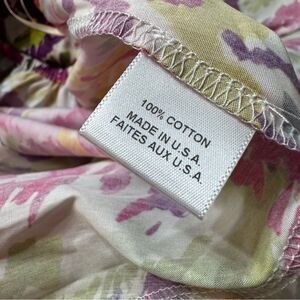 100% COTTON
MADE IN U.S.A.
FAITES AUX U.S.A.